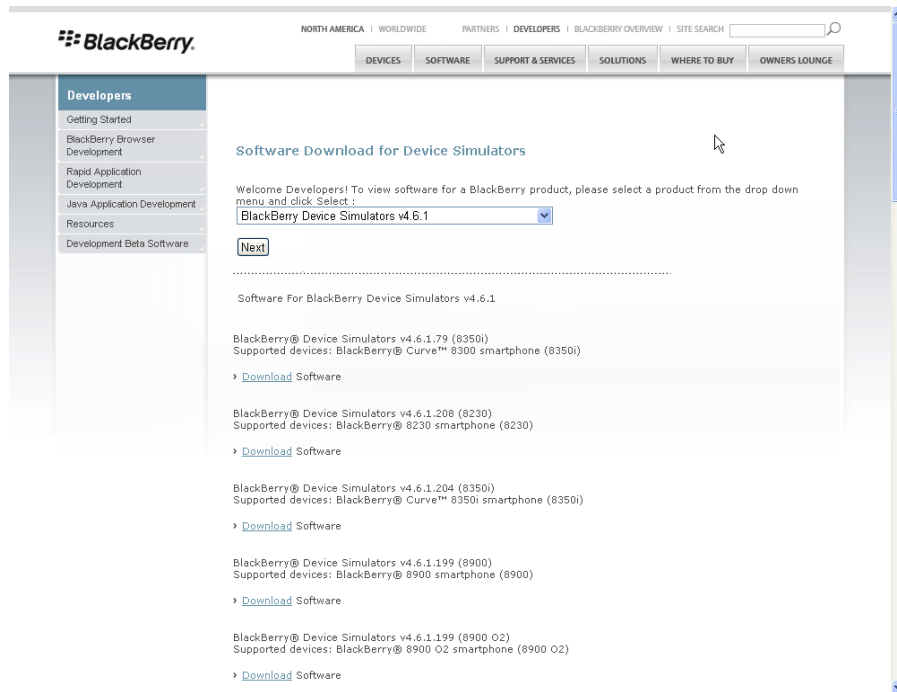 BlackBerry.
NORTH AMERICA | WORLDWIDE PARTNERS | DEVELOPERS | BLACKBERRY OVERVIEW | SITE SEARCH
DEVICES SOFTWARE SUPPORT & SERVICES SOLUTIONS WHERE TO BUY OWNERS LOUNGE
Developers
Getting Started
BlackBerry Browser
Development
Rapid Application
Development
Java Application Development
Resources
Development Beta Software
Software Download for Device Simulators
Welcome Developers! To view software for a BlackBerry product, please select a product from the drop down
menu and click Select :
BlackBerry Device Simulators v4.6.1
Next
Software For BlackBerry Device Simulators v4.6.1
BlackBerry® Device Simulators v4.6.1.79 (8350i)
Supported devices: BlackBerry® Curve™ 8300 smartphone (8350i)
› Download Software
BlackBerry® Device Simulators v4.6.1.208 (8230)
Supported devices: BlackBerry® 8230 smartphone (8230)
› Download Software
BlackBerry® Device Simulators v4.6.1.204 (8350i)
Supported devices: BlackBerry® Curve™ 8350i smartphone (8350i)
› Download Software
BlackBerry® Device Simulators v4.6.1.199 (8900)
Supported devices: BlackBerry® 8900 smartphone (8900)
› Download Software
BlackBerry® Device Simulators v4.6.1.199 (8900 O2)
Supported devices: BlackBerry® 8900 O2 smartphone (8900 O2)
› Download Software